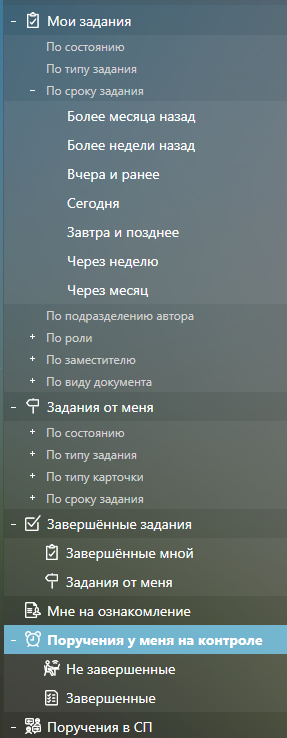 Мои задания
По состоянию
По типу задания
По сроку задания
Более месяца назад
Более недели назад
Вчера и ранее
Сегодня
Завтра и позднее
Через неделю
Через месяц
По подразделению автора
По роли
По заместителю
По виду документа
Задания от меня
По состоянию
По типу задания
По типу карточки
По сроку задания
Завершённые задания
Завершённые мной
Задания от меня
Мне на ознакомление
Поручения у меня на контроле
Не завершенные
Завершенные
Поручения в СП